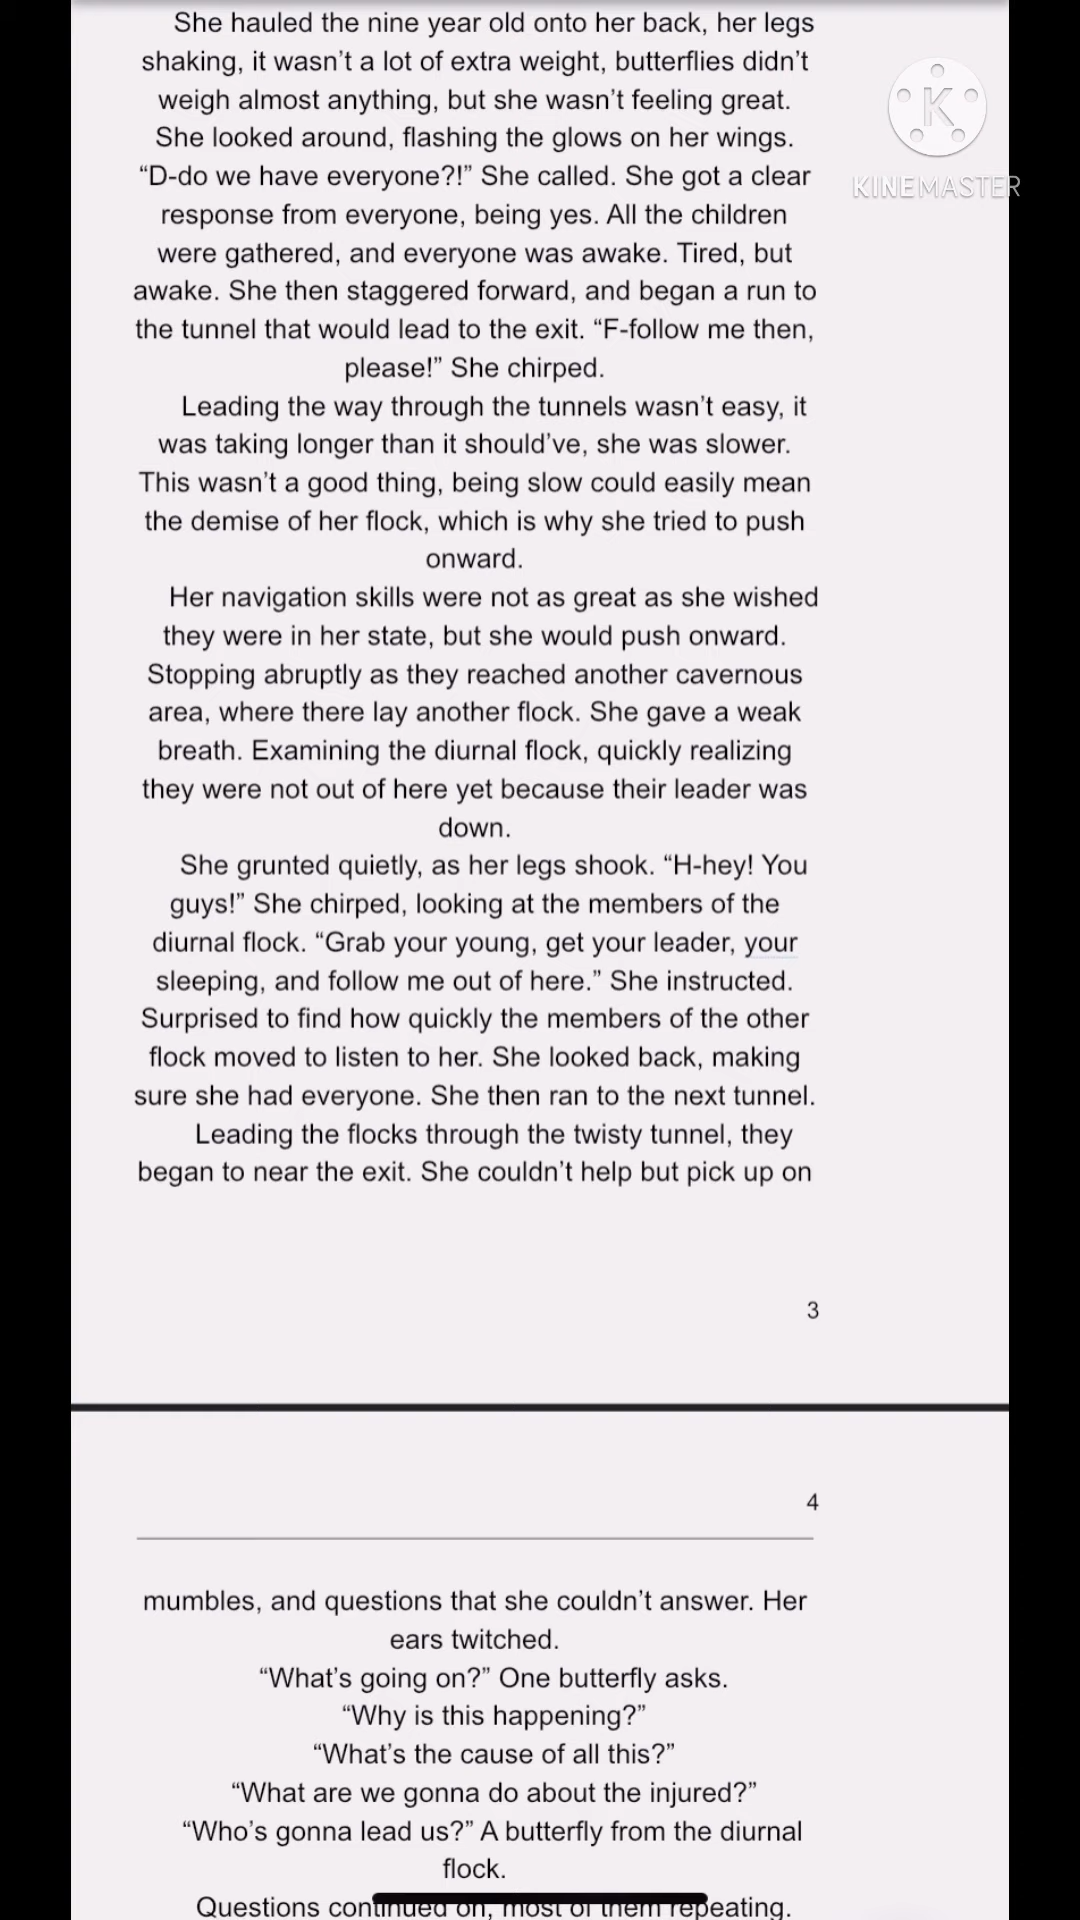 She hauled the nine year old onto her back, her legs
shaking, it wasn’t a lot of extra weight, butterflies didn’t
weigh almost anything, but she wasn’t feeling great.
She looked around, flashing the glows on her wings.
“D-do we have everyone?!” She called. She got a clear
response from everyone, being yes. All the children
were gathered, and everyone was awake. Tired, but
awake. She then staggered forward, and began a run to
the tunnel that would lead to the exit. “F-follow me then,
please!” She chirped.
Leading the way through the tunnels wasn’t easy, it
was taking longer than it should’ve, she was slower.
This wasn’t a good thing, being slow could easily mean
the demise of her flock, which is why she tried to push
onward.
Her navigation skills were not as great as she wished
they were in her state, but she would push onward.
Stopping abruptly as they reached another cavernous
area, where there lay another flock. She gave a weak
breath. Examining the diurnal flock, quickly realizing
they were not out of here yet because their leader was
down.
She grunted quietly, as her legs shook. “H-hey! You
guys!” She chirped, looking at the members of the
diurnal flock. “Grab your young, get your leader, your
sleeping, and follow me out of here.” She instructed.
Surprised to find how quickly the members of the other
flock moved to listen to her. She looked back, making
sure she had everyone. She then ran to the next tunnel.
Leading the flocks through the twisty tunnel, they
began to near the exit. She couldn’t help but pick up on
3
4
mumbles, and questions that she couldn’t answer. Her
ears twitched.
“What’s going on?” One butterfly asks.
“Why is this happening?”
“What’s the cause of all this?”
“What are we gonna do about the injured?”
“Who’s gonna lead us?” A butterfly from the diurnal
flock.
Questions continued on, most of them repeating.
K
KINEMASTER